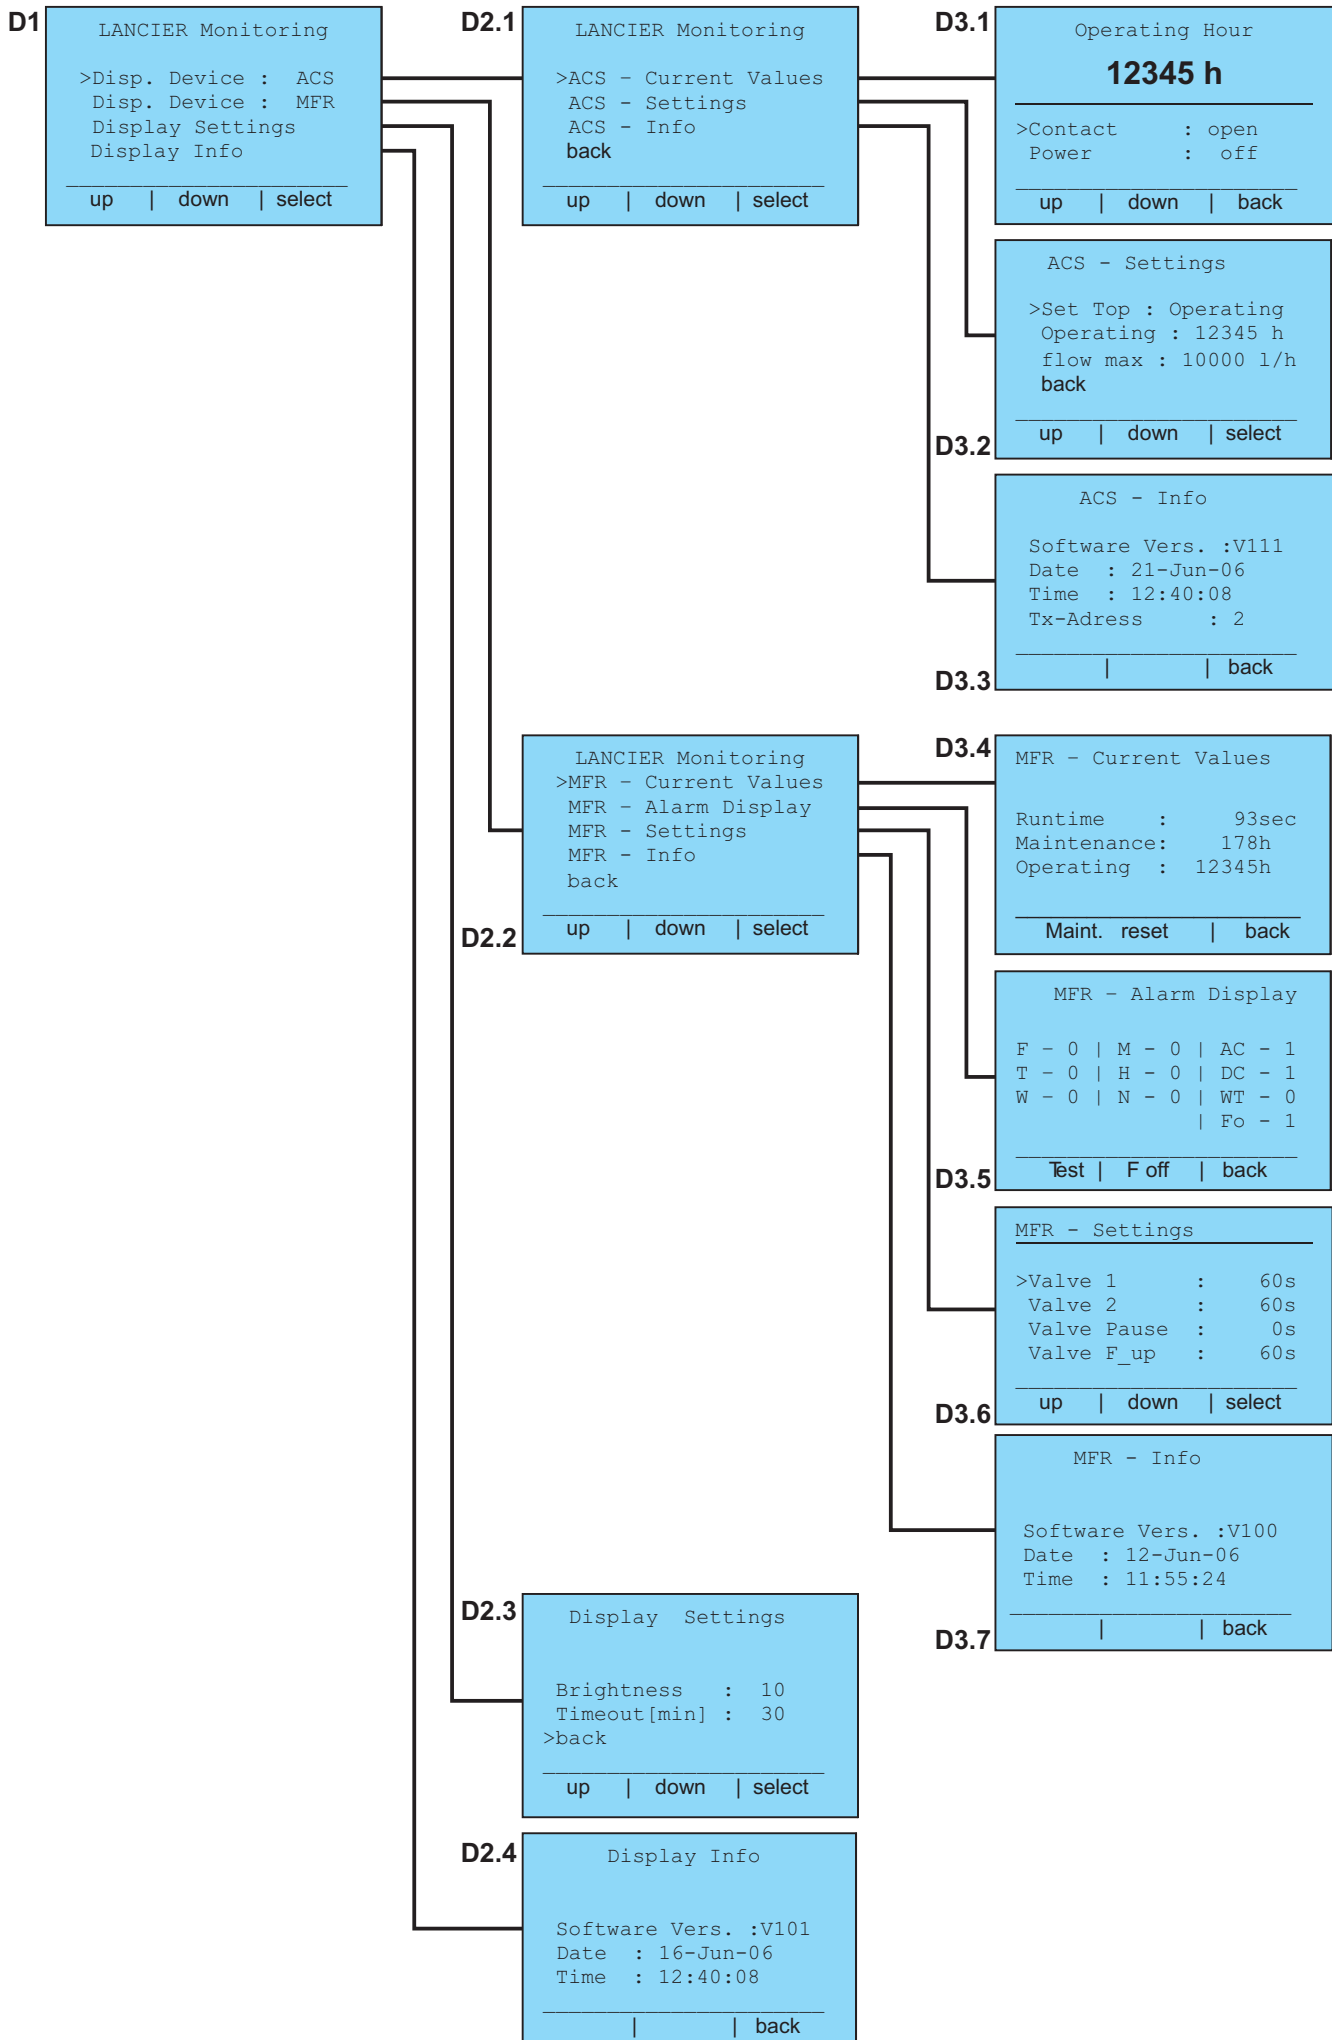 D1
LANCIER Monitoring
>Disp. Device : ACS
Disp. Device : MFR
Display Settings
Display Info
up | down | select
D2.1
LANCIER Monitoring
>ACS - Current Values
ACS - Settings
ACS - Info
back
up | down | select
D3.1
Operating Hour
12345 h
>Contact : open
Power : off
up | down | back
ACS - Settings
>Set Top : Operating
Operating : 12345 h
flow max : 10000 l/h
back
up | down | select
D3.2
ACS - Info
Software Vers. :V111
Date : 21-Jun-06
Time : 12:40:08
Tx-Adress : 2
| | back
D3.3
LANCIER Monitoring
>MFR - Current Values
MFR - Alarm Display
MFR - Settings
MFR - Info
back
up | down | select
D2.2
D3.4
MFR - Current Values
Runtime : 93sec
Maintenance: 178h
Operating : 12345h
Maint. reset | back
MFR - Alarm Display
F - 0 | M - 0 | AC - 1
T - 0 | H - 0 | DC - 1
W - 0 | N - 0 | WT - 0
| Fo - 1
Test | F off | back
D3.5
MFR - Settings
>Valve 1 : 60s
Valve 2 : 60s
Valve Pause : 0s
Valve F_up : 60s
up | down | select
D3.6
MFR - Info
Software Vers. :V100
Date : 12-Jun-06
Time : 11:55:24
| | back
D3.7
D2.3
Display Settings
Brightness : 10
Timeout[min] : 30
>back
up | down | select
D2.4
Display Info
Software Vers. :V101
Date : 16-Jun-06
Time : 12:40:08
| | back